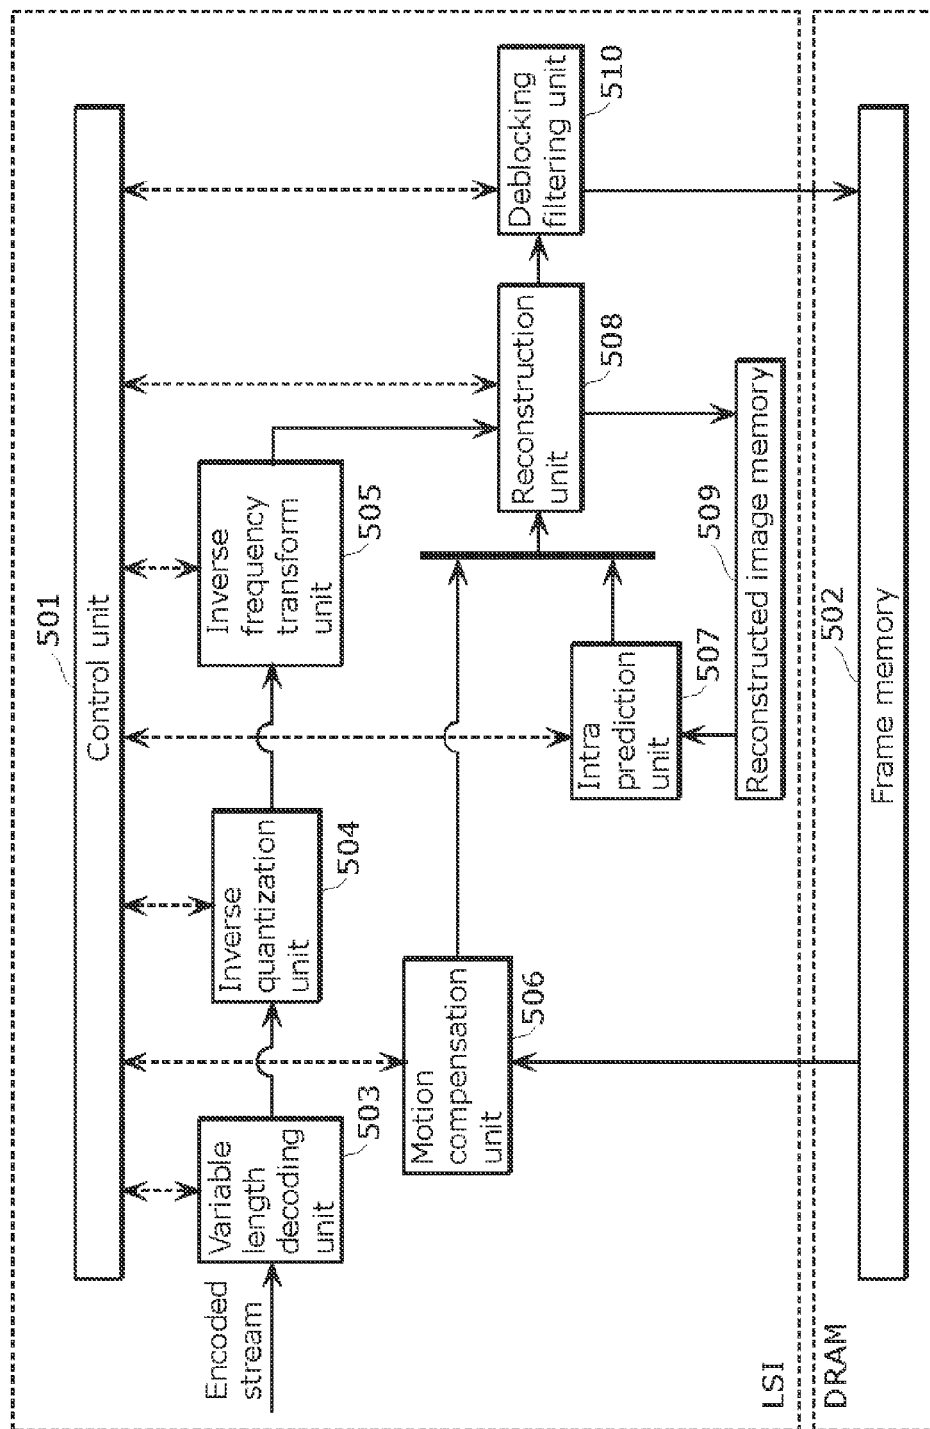 501
Control unit
Encoded
stream
Variable
length
decoding
unit
503
Inverse
quantization
unit
504
Inverse
frequency
transform
unit
505
Motion
compensation
unit
506
Intra
prediction
unit
507
Reconstruction
unit
508
Deblocking
filtering unit
510
509
Reconstructed image memory
LSI
DRAM
502
Frame memory